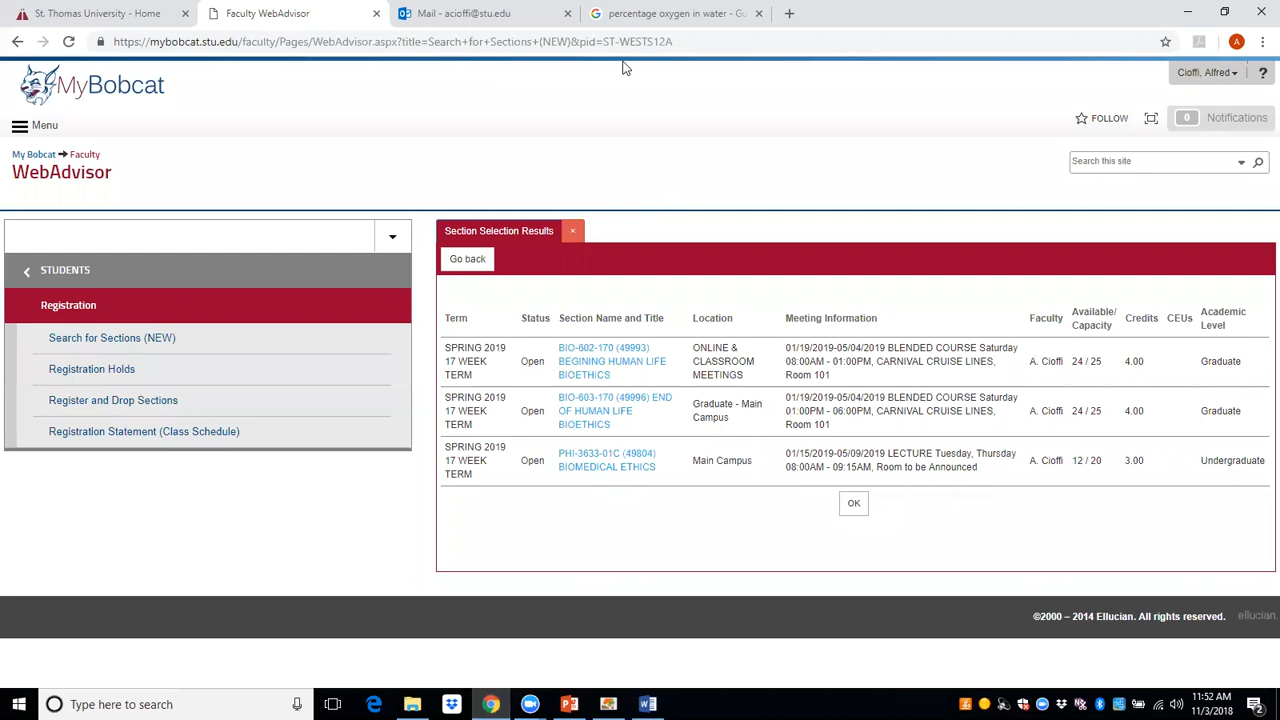 St. Thomas University - Home
Faculty WebAdvisor
Mail - acioffi@stu.edu
percentage oxygen in water - Go
https://mybobcat.stu.edu/faculty/Pages/WebAdvisor.aspx?title=Search+for+Sections+(NEW)&pid=ST-WESTS12A
A
MyBobcat
Cioffi, Alfred
?
Menu
FOLLOW
0 Notifications
My Bobcat Faculty
WebAdvisor
Search this site
Section Selection Results ×
Go back
STUDENTS
Registration
Search for Sections (NEW)
Registration Holds
Register and Drop Sections
Registration Statement (Class Schedule)
Term Status Section Name and Title Location Meeting Information Faculty Available/ Capacity Credits CEUs Academic Level
SPRING 2019 17 WEEK TERM Open BIO-602-170 (49993) BEGINING HUMAN LIFE BIOETHICS ONLINE & CLASSROOM MEETINGS 01/19/2019-05/04/2019 BLENDED COURSE Saturday 08:00AM - 01:00PM, CARNIVAL CRUISE LINES, Room 101 A. Cioffi 24 / 25 4.00 Graduate
SPRING 2019 17 WEEK TERM Open BIO-603-170 (49996) END OF HUMAN LIFE BIOETHICS Graduate - Main Campus 01/19/2019-05/04/2019 BLENDED COURSE Saturday 01:00PM - 06:00PM, CARNIVAL CRUISE LINES, Room 101 A. Cioffi 24 / 25 4.00 Graduate
SPRING 2019 17 WEEK TERM Open PHI-3633-01C (49804) BIOMEDICAL ETHICS Main Campus 01/15/2019-05/09/2019 LECTURE Tuesday, Thursday 08:00AM - 09:15AM, Room to be Announced A. Cioffi 12 / 20 3.00 Undergraduate
OK
©2000 – 2014 Ellucian. All rights reserved. ellucian.
Type here to search
11:52 AM
11/3/2018
2